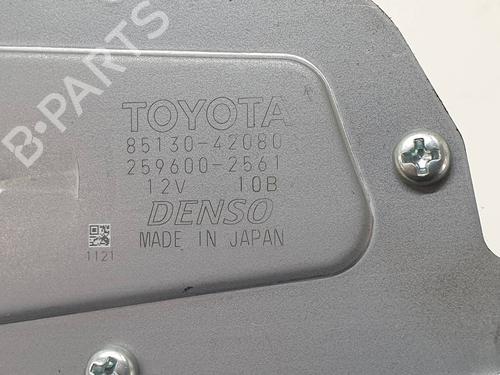 B-PARTS
TOYOTA
85130-42080
259600-2561
12V 10B
DENSO
MADE IN JAPAN
1121